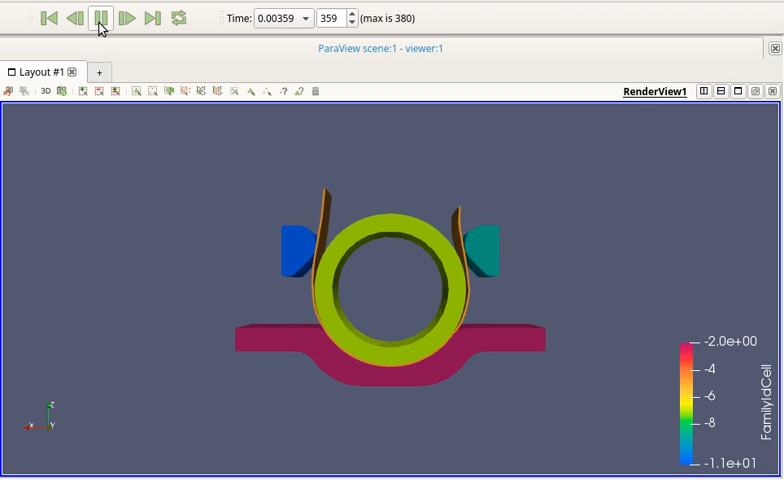 Time: 0.00359 359 (max is 380)
ParaView scene:1 - viewer:1
Layout #1 +
3D RenderView1
-2.0e+00
-4
-6
-8
-1.1e+01
FamilyIdCell
Z
X
Y